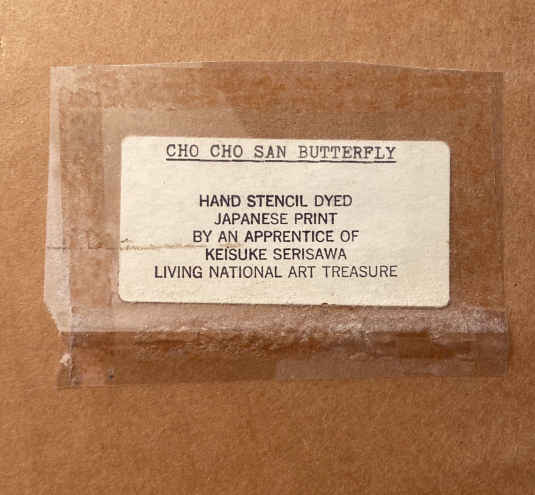 CHO CHO SAN BUTTERFLY
HAND STENCIL DYED
JAPANESE PRINT
BY AN APPRENTICE OF
KEISUKE SERISAWA
LIVING NATIONAL ART TREASURE